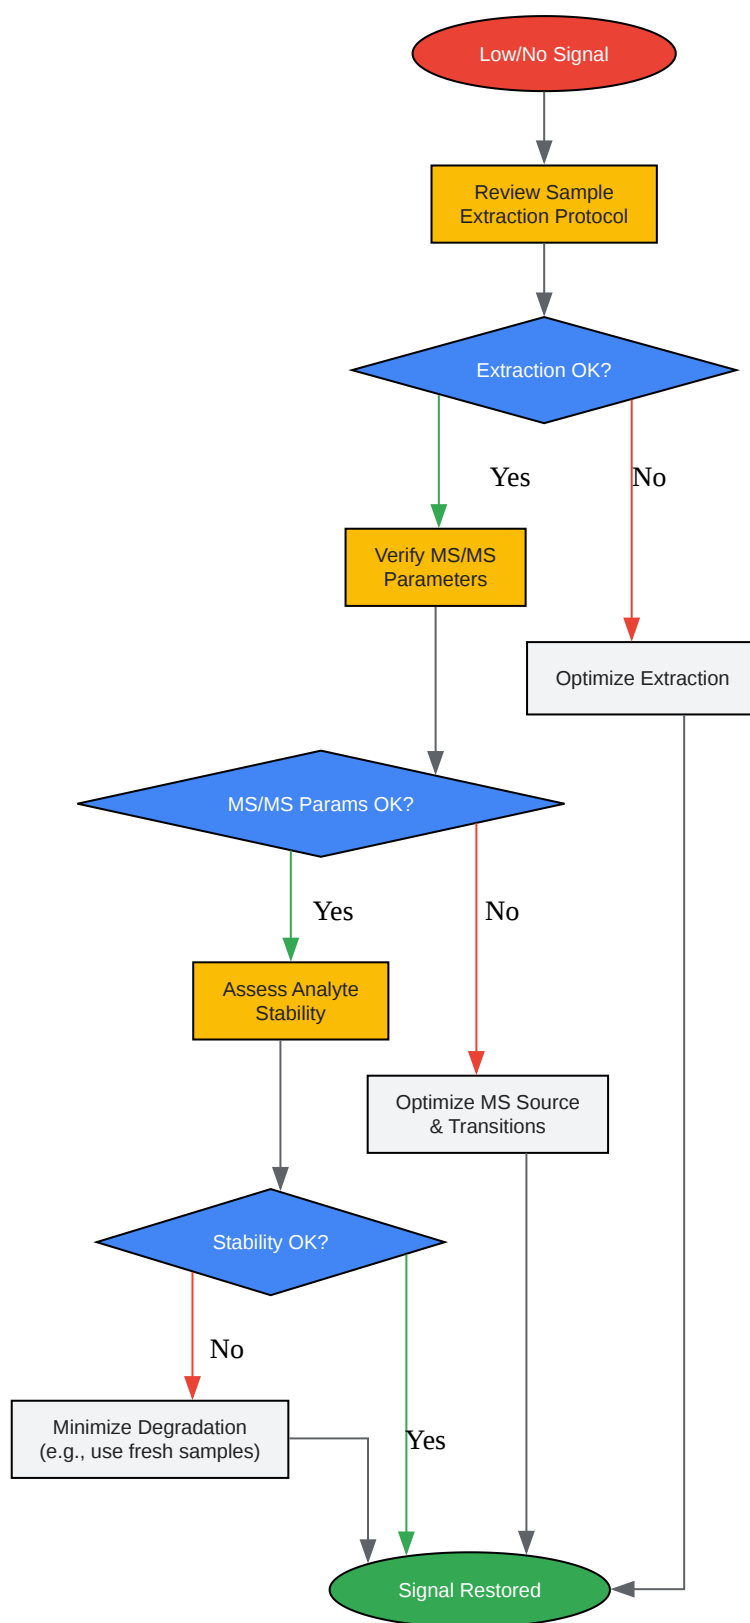 Low/No Signal
Review Sample
Extraction Protocol
Extraction OK?
Yes
No
Verify MS/MS
Parameters
Optimize Extraction
MS/MS Params OK?
Yes
No
Assess Analyte
Stability
Optimize MS Source
& Transitions
Stability OK?
No
Minimize Degradation
(e.g., use fresh samples)
Yes
Signal Restored